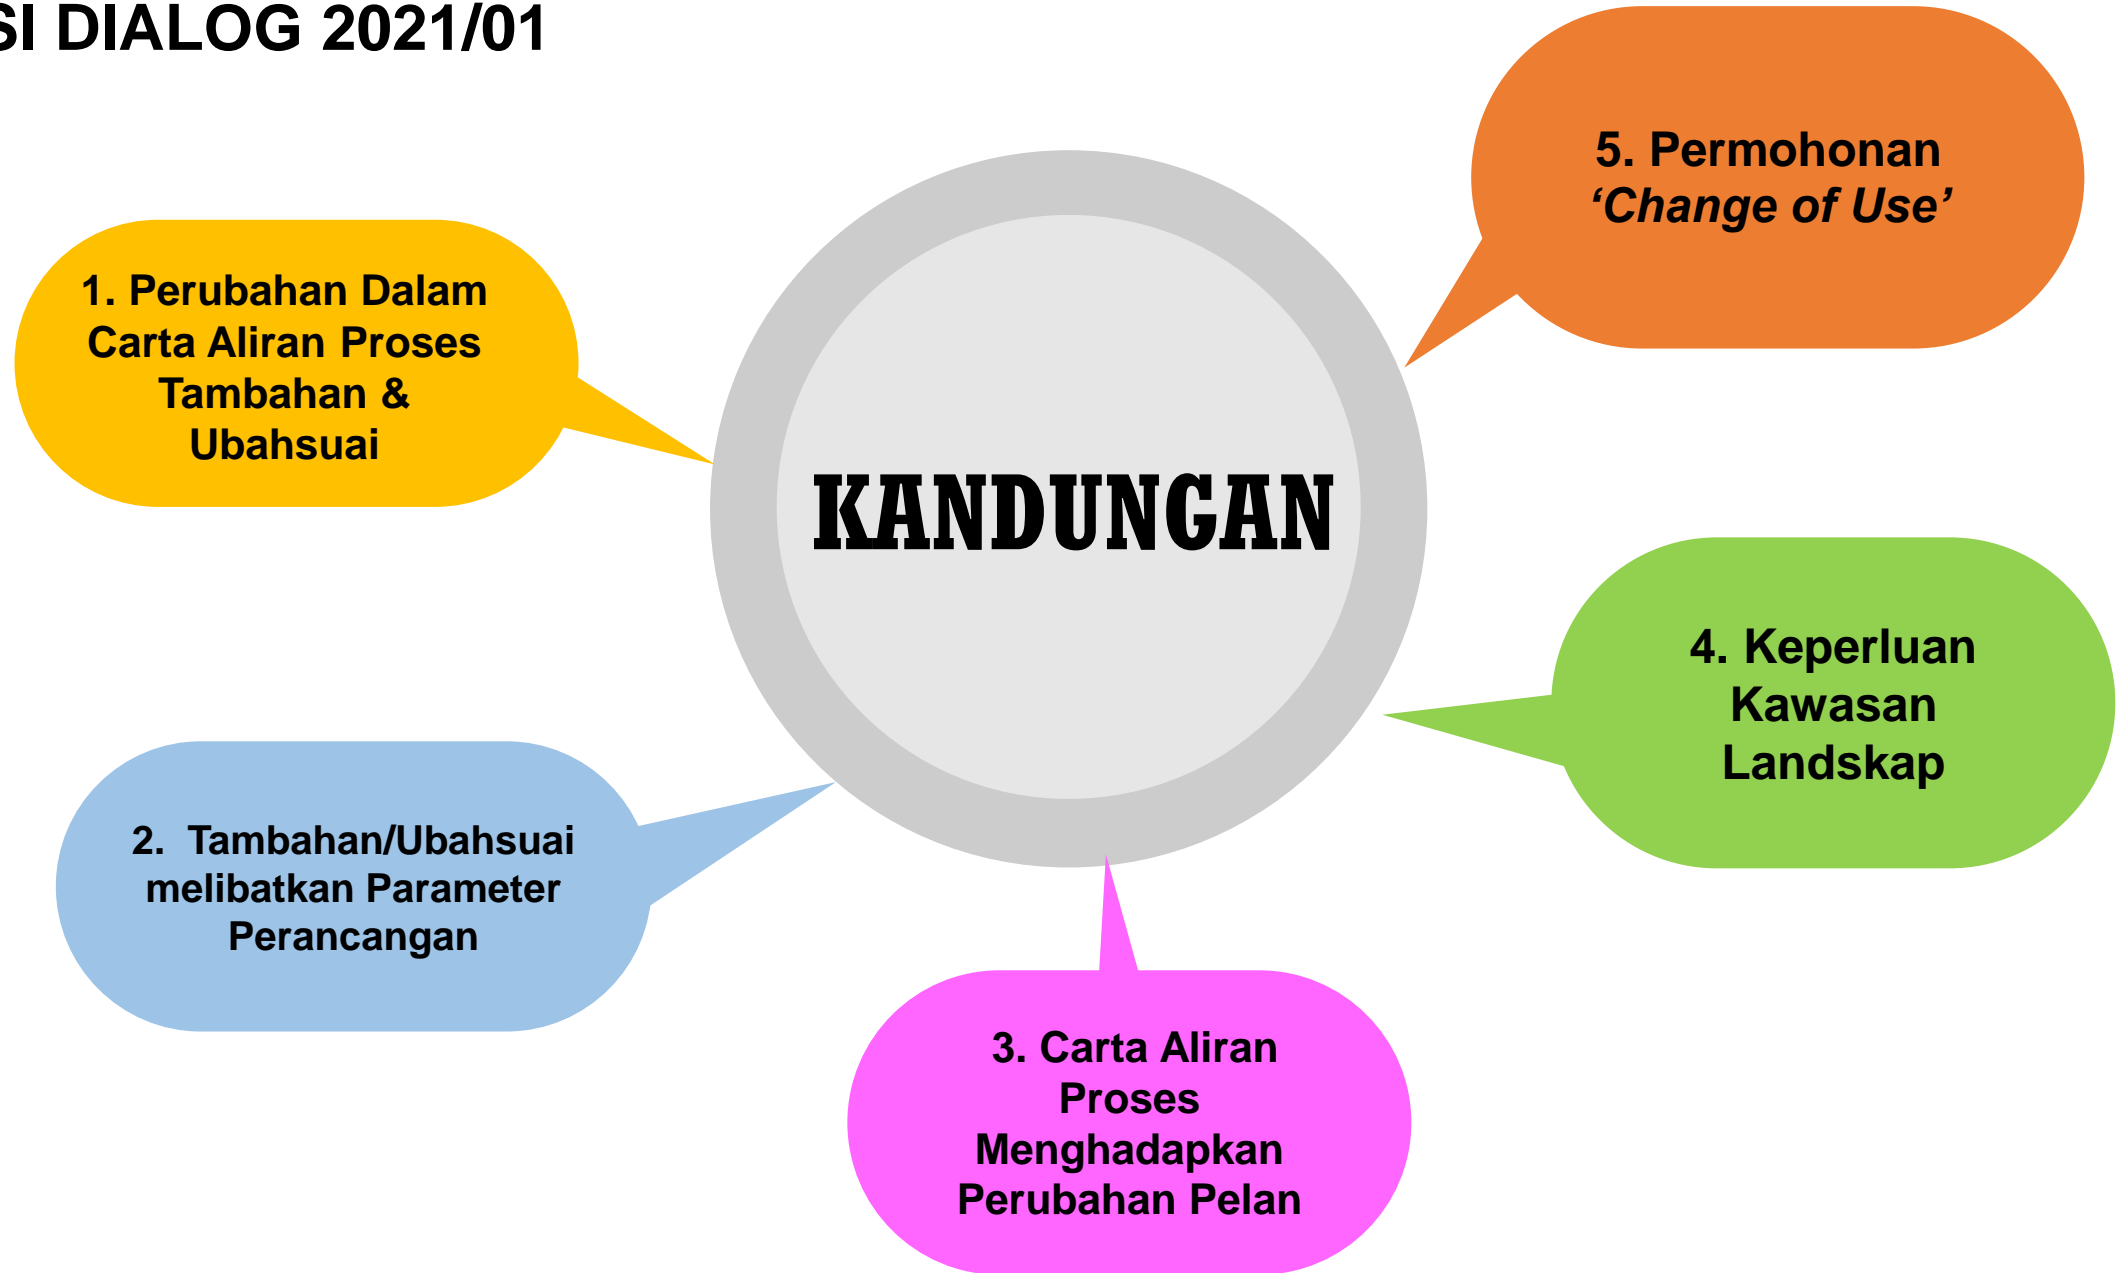 SI DIALOG 2021/01
1. Perubahan Dalam
Carta Aliran Proses
Tambahan &
Ubahsuai
2. Tambahan/Ubahsuai
melibatkan Parameter
Perancangan
KANDUNGAN
3. Carta Aliran
Proses
Menghadapkan
Perubahan Pelan
4. Keperluan
Kawasan
Landskap
5. Permohonan
‘Change of Use’